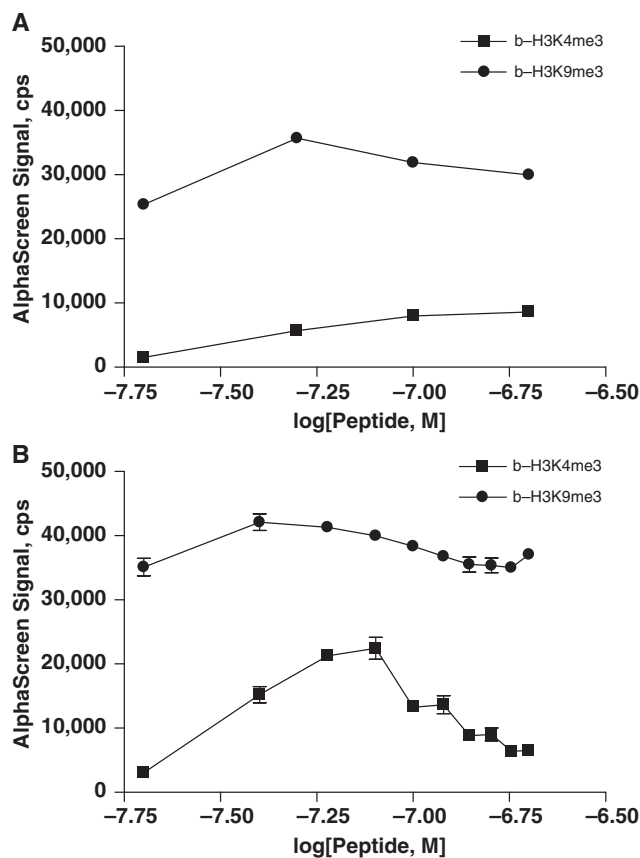 A
50,000
40,000
30,000
20,000
10,000
0
AlphaScreen Signal, cps
b–H3K4me3
b–H3K9me3
–7.75 –7.50 –7.25 –7.00 –6.75 –6.50
log[Peptide, M]
B
50,000
40,000
30,000
20,000
10,000
0
AlphaScreen Signal, cps
b–H3K4me3
b–H3K9me3
–7.75 –7.50 –7.25 –7.00 –6.75 –6.50
log[Peptide, M]